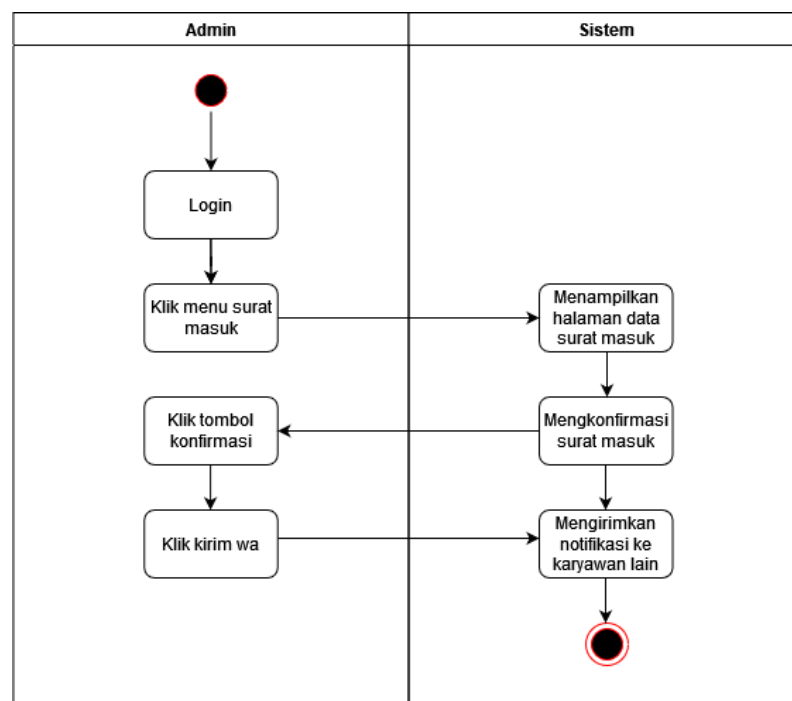 Admin
Sistem
Login
Klik menu surat
masuk
Menampilkan
halaman data
surat masuk
Klik tombol
konfirmasi
Mengkonfirmasi
surat masuk
Klik kirim wa
Mengirimkan
notifikasi ke
karyawan lain